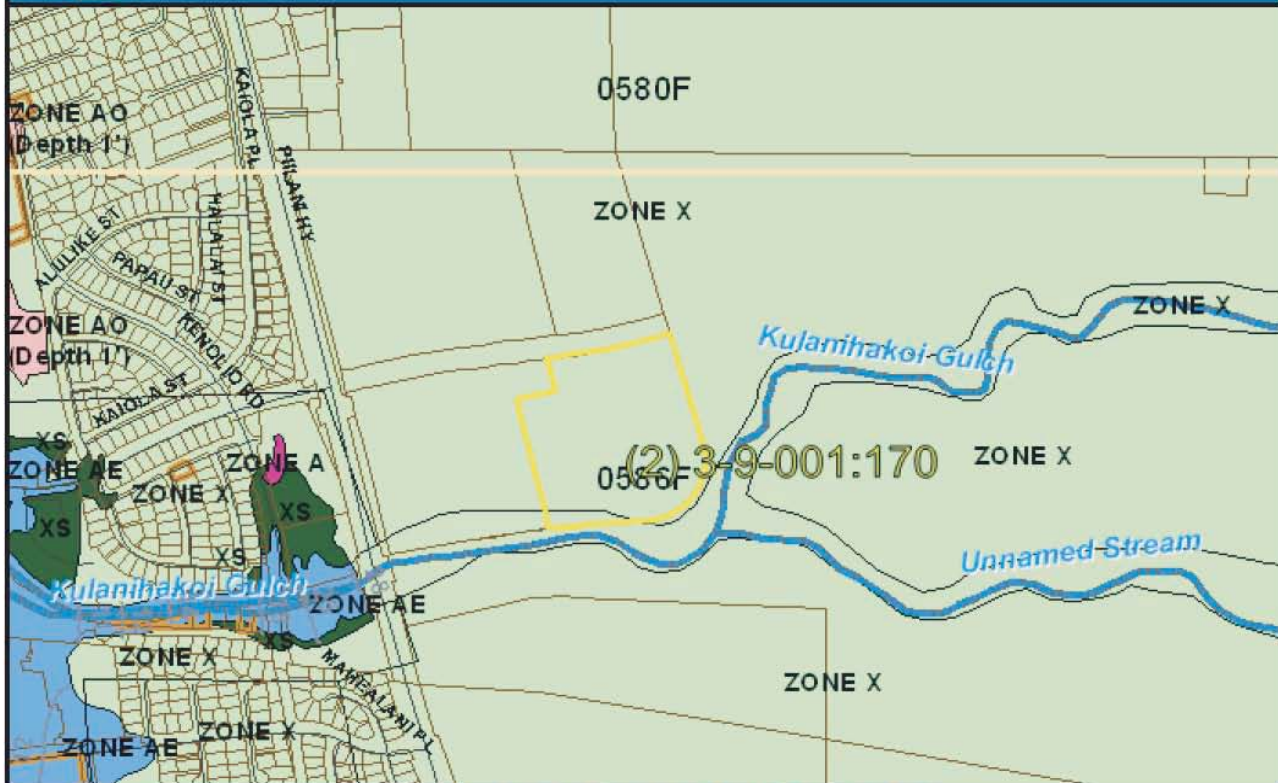 0580F
KAIOLA PL
ZONE AO
(Depth 1')
PIILANI HY
ZONE X
HALALAI ST
ALULIKE ST
PAPAU ST
KENOLIO RD
ZONE X
ZONE AO
(Depth 1')
Kulanihakoi Gulch
KAIOLA ST
XS
ZONE AE
ZONE A
(2) 3-9-001:170
ZONE X
0586F
ZONE X
XS
XS
XS
Unnamed Stream
Kulanihakoi Gulch
ZONE AE
XS
ZONE X
MAHEALANI PL
ZONE X
ZONE X
ZONE AE